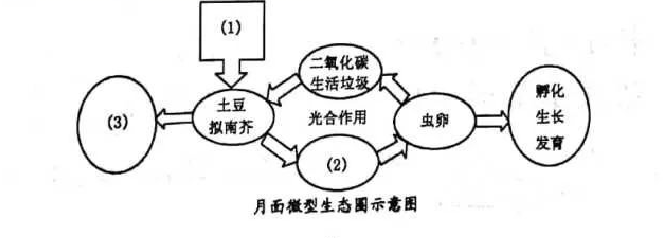 (1)
二氧化碳
生活垃圾
孵化
生长
发育
(3)
土豆
拟南芥
光合作用
虫卵
(2)
月面微型生态圈示意图